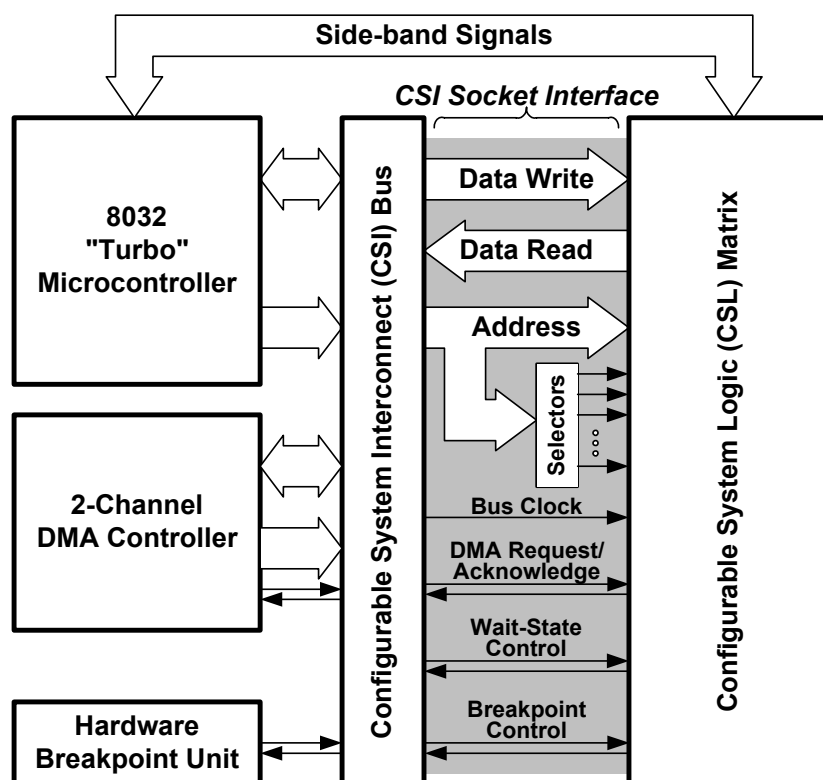 Side-band Signals
CSI Socket Interface
8032
"Turbo"
Microcontroller
2-Channel
DMA Controller
Hardware
Breakpoint Unit
Configurable System Interconnect (CSI) Bus
Data Write
Data Read
Address
Selectors
Bus Clock
DMA Request/
Acknowledge
Wait-State
Control
Breakpoint
Control
Configurable System Logic (CSL) Matrix